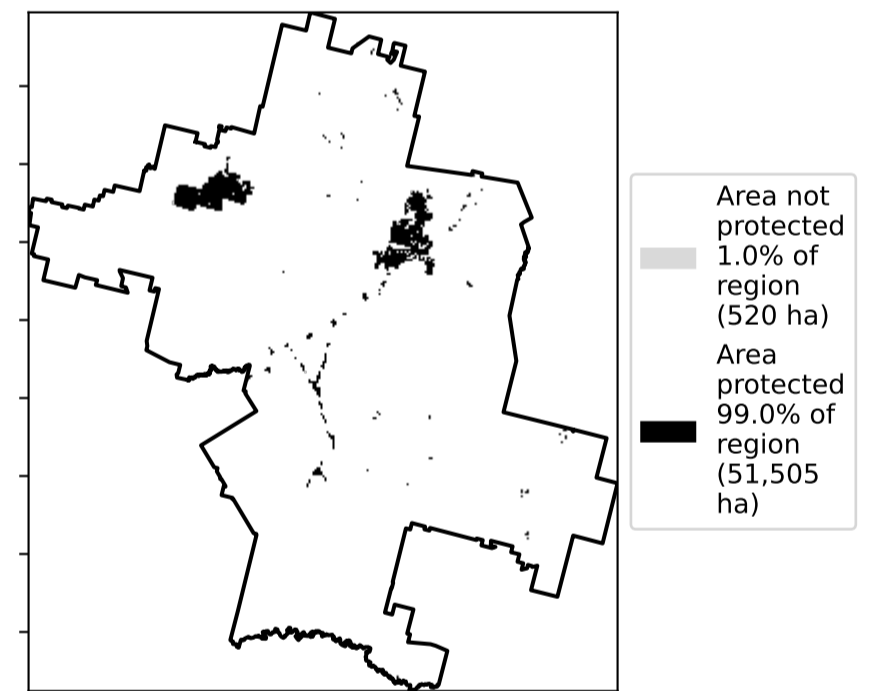 Area not
protected
1.0% of
region
(520 ha)
Area
protected
99.0% of
region
(51,505
ha)